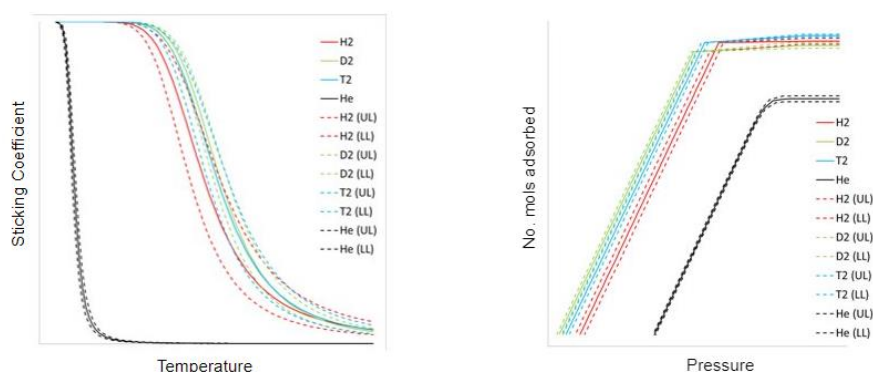 Sticking Coefficient
H2
D2
T2
He
H2 (UL)
H2 (LL)
D2 (UL)
D2 (LL)
T2 (UL)
T2 (LL)
He (UL)
He (LL)
Temperature
No. mols adsorbed
H2
D2
T2
He
H2 (UL)
H2 (LL)
D2 (UL)
D2 (LL)
T2 (UL)
T2 (LL)
He (UL)
He (LL)
Pressure